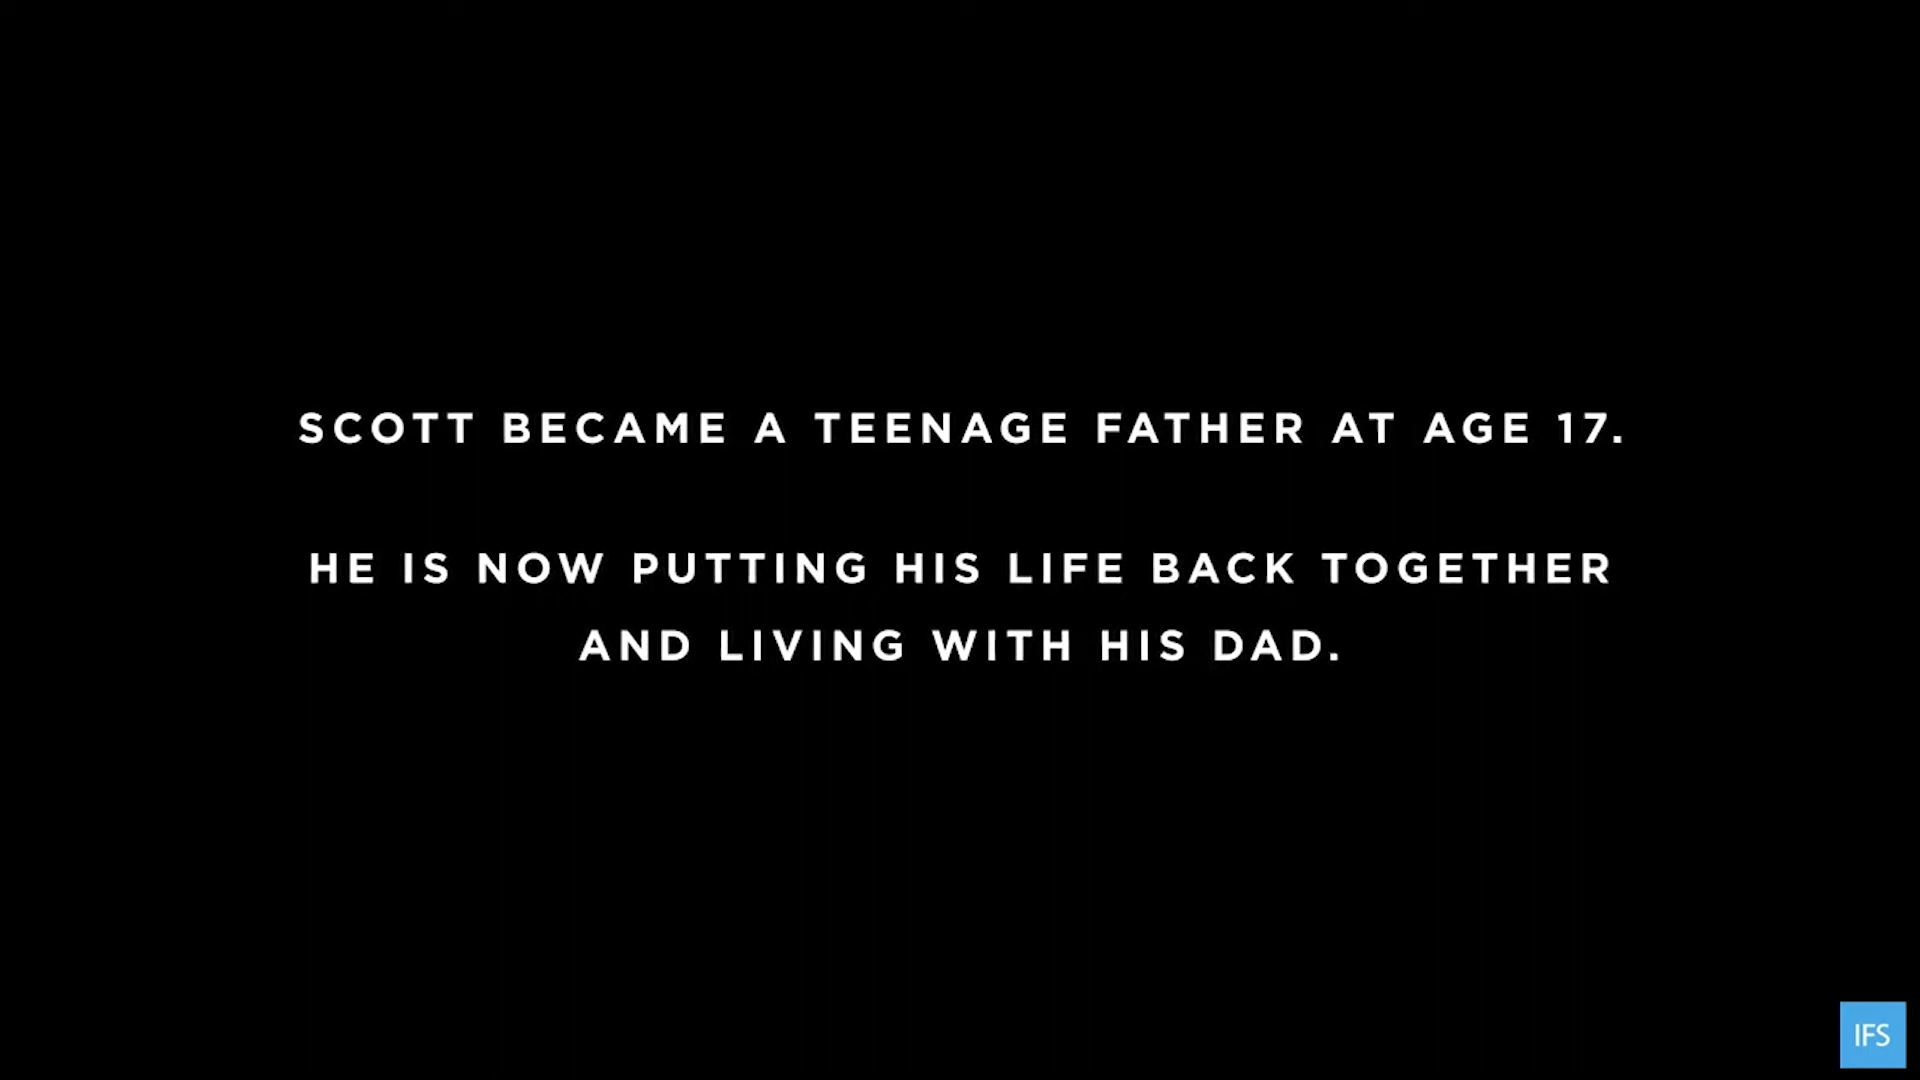 SCOTT BECAME A TEENAGE FATHER AT AGE 17.
HE IS NOW PUTTING HIS LIFE BACK TOGETHER
AND LIVING WITH HIS DAD.
IFS